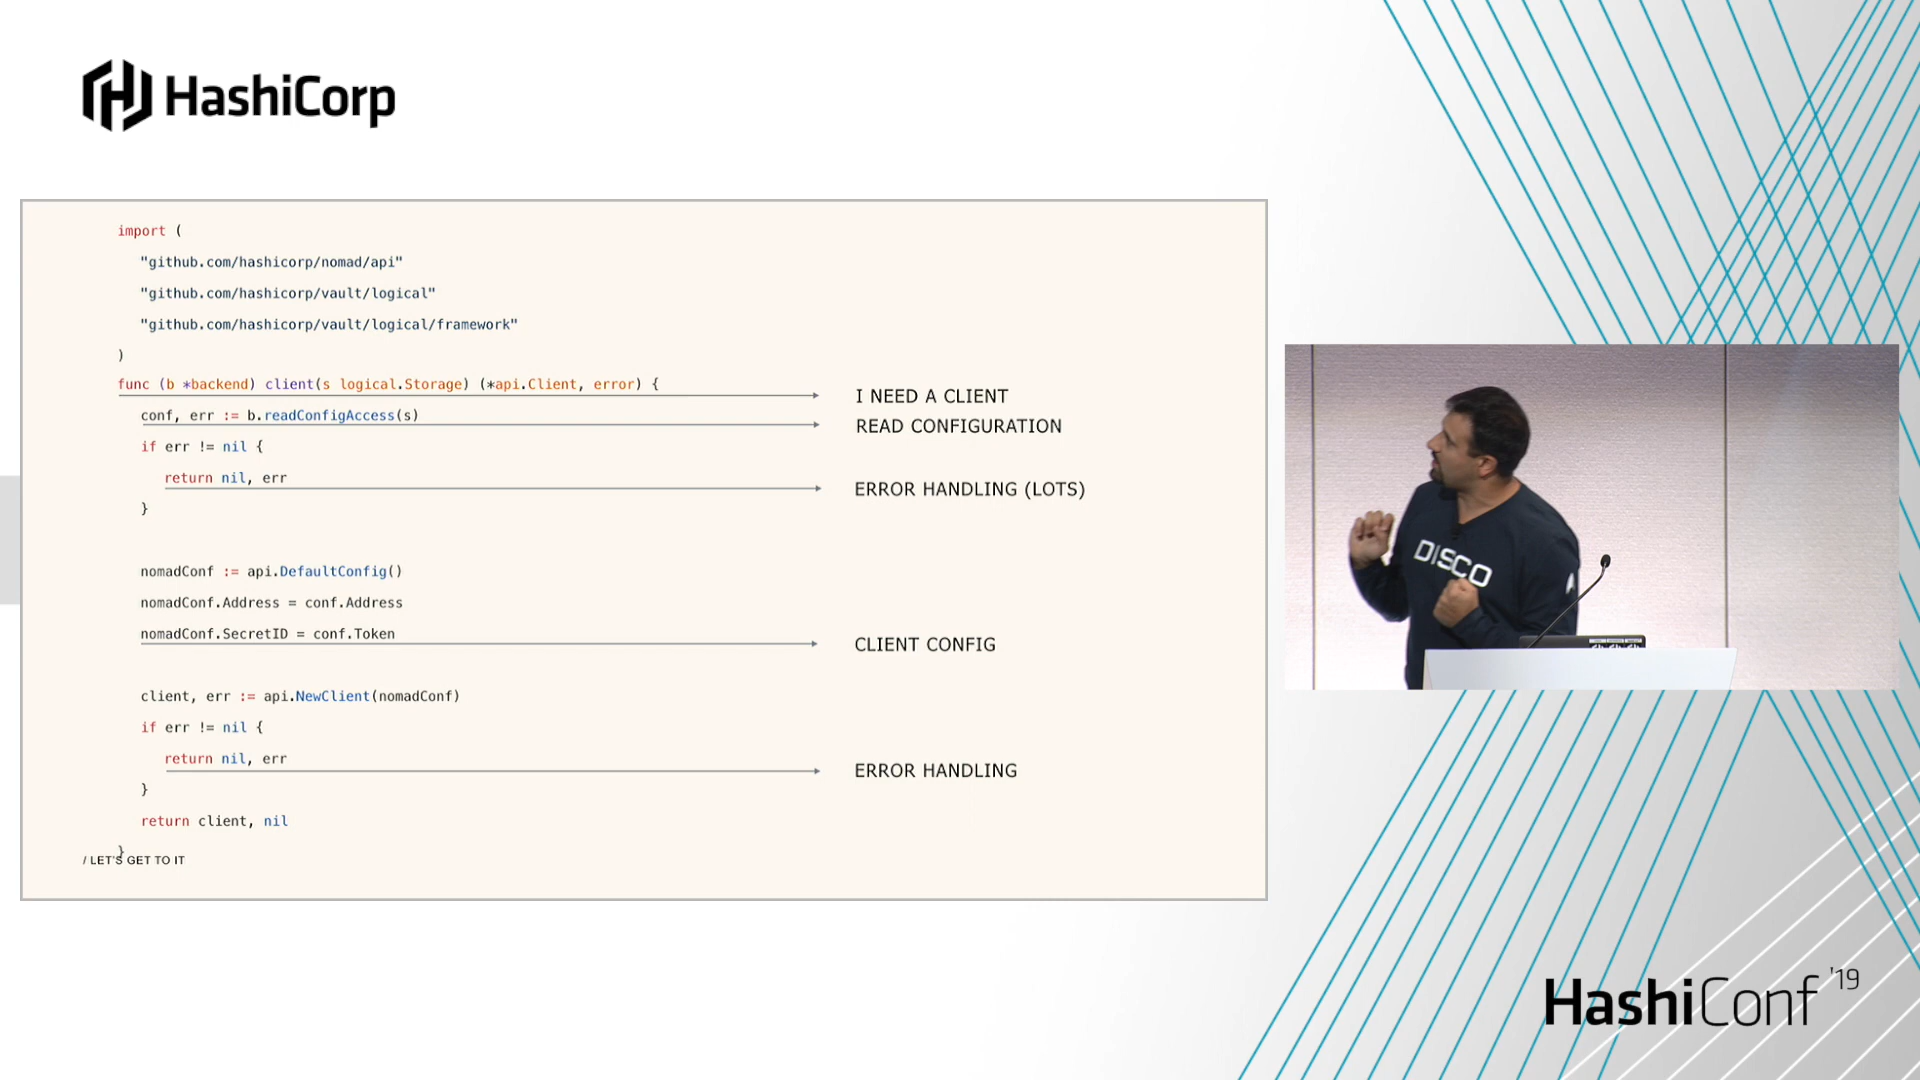 HashiCorp
import (
"github.com/hashicorp/nomad/api"
"github.com/hashicorp/vault/logical"
"github.com/hashicorp/vault/logical/framework"
)
func (b *backend) client(s logical.Storage) (*api.Client, error) {
I NEED A CLIENT
conf, err := b.readConfigAccess(s)
READ CONFIGURATION
if err != nil {
return nil, err
ERROR HANDLING (LOTS)
}
nomadConf := api.DefaultConfig()
nomadConf.Address = conf.Address
nomadConf.SecretID = conf.Token
CLIENT CONFIG
client, err := api.NewClient(nomadConf)
if err != nil {
return nil, err
ERROR HANDLING
}
return client, nil
}
/ LET'S GET TO IT
DISCO
HashiConf '19